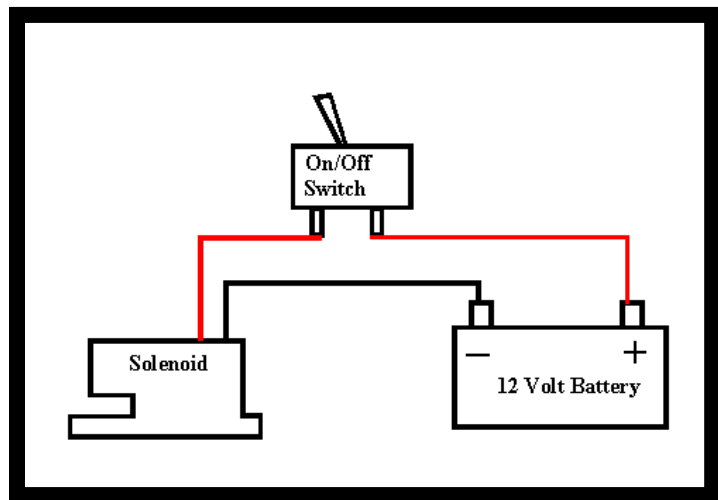 On/Off
Switch
Solenoid
– +
12 Volt Battery